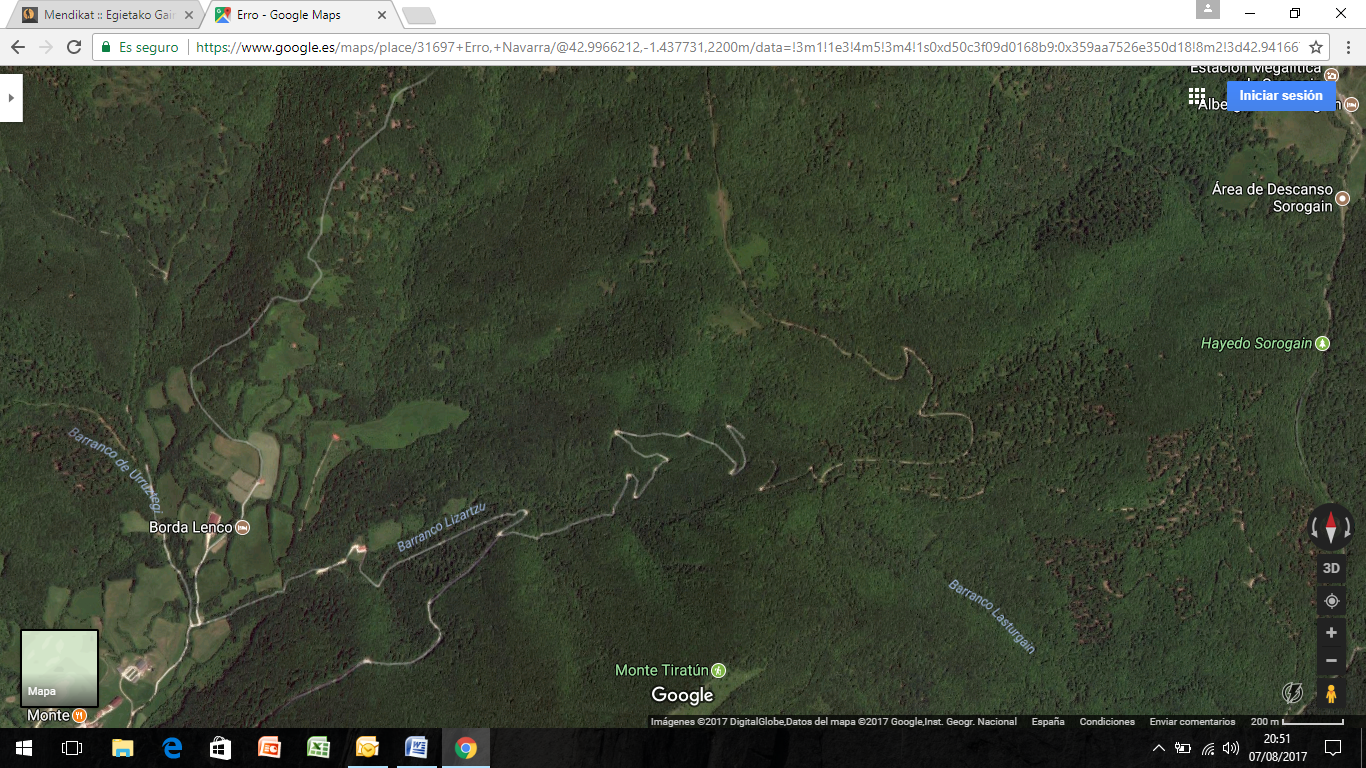 Mendikat :: Egietako Gain
Erro - Google Maps
Es seguro
https://www.google.es/maps/place/31697+Erro,+Navarra/@42.9966212,-1.437731,2200m/data=!3m1!1e3!4m5!3m4!1s0xd50c3f09d0168b9:0x359aa7526e350d18!8m2!3d42.94166
Estación Megalítica
Iniciar sesión
Área de Descanso
Sorogain
Hayedo Sorogain
Barranco de Urruztegi
Borda Lenco
Barranco Lizartzu
Barranco Lasturgain
3D
Monte Tiratún
Google
Mapa
Monte
Imágenes ©2017 DigitalGlobe,Datos del mapa ©2017 Google,Inst. Geogr. Nacional
España
Condiciones
Enviar comentarios
200 m
20:51
07/08/2017